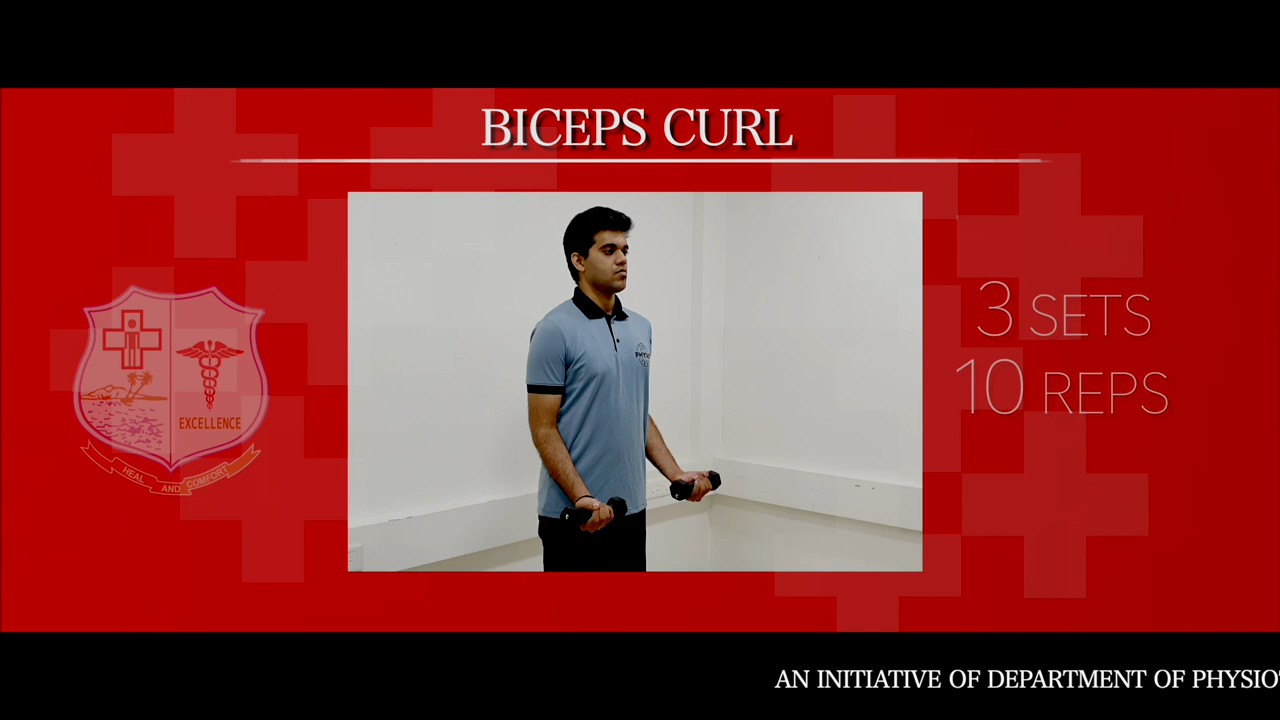 BICEPS CURL
3 SETS
10 REPS
EXCELLENCE
HEAL AND COMFORT
AN INITIATIVE OF DEPARTMENT OF